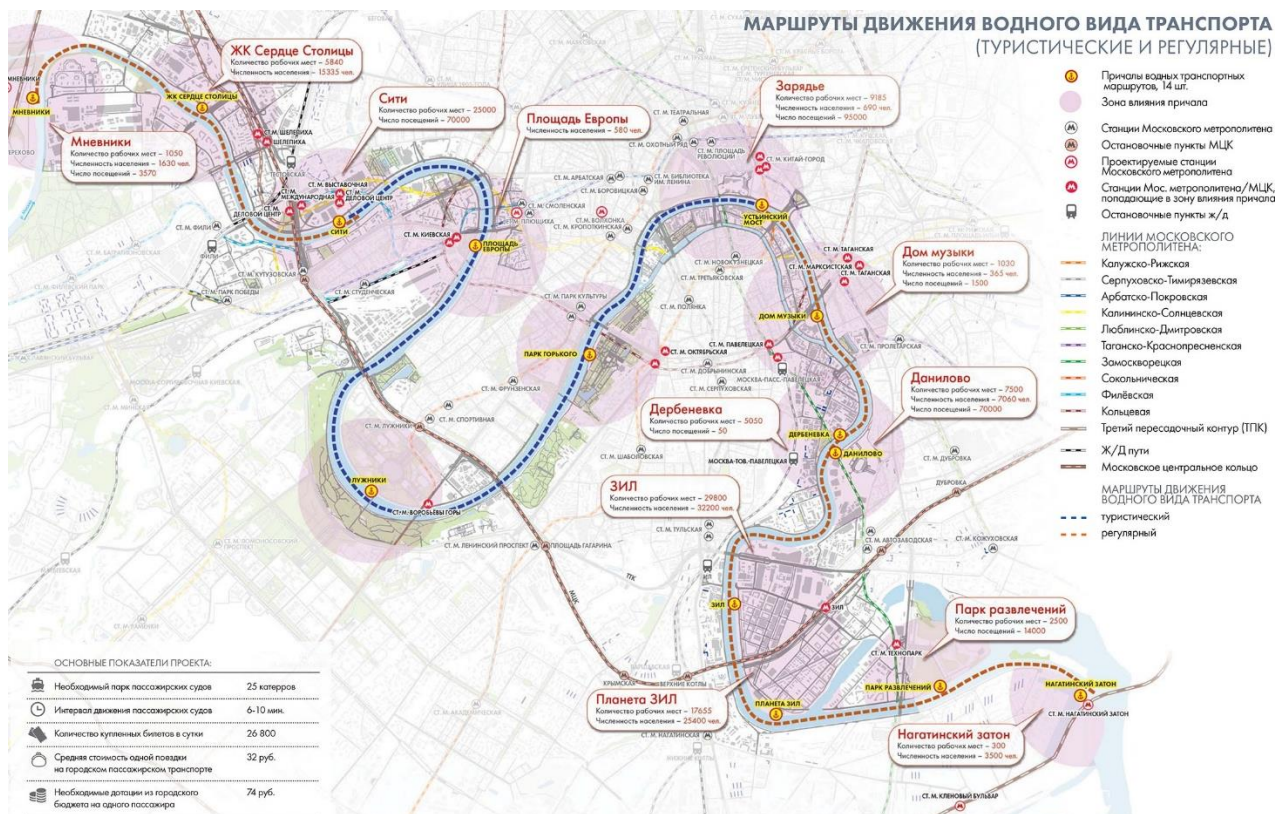 МАРШРУТЫ ДВИЖЕНИЯ ВОДНОГО ВИДА ТРАНСПОРТА
(ТУРИСТИЧЕСКИЕ И РЕГУЛЯРНЫЕ)
Причалы водных транспортных
маршрутов, 14 шт.
Зона влияния причала
Станции Московского метрополитена
Остановочные пункты МЦК
Проектируемые станции
Московского метрополитена
Станции Мос. метрополитена/МЦК,
попадающие в зону влияния причала
Остановочные пункты ж/д
ЛИНИИ МОСКОВСКОГО
МЕТРОПОЛИТЕНА:
Калужско-Рижская
Серпуховско-Тимирязевская
Арбатско-Покровская
Калининско-Солнцевская
Люблинско-Дмитровская
Таганско-Краснопресненская
Замоскворецкая
Сокольническая
Филёвская
Кольцевая
Третий пересадочный контур (ТПК)
Ж/Д пути
Московское центральное кольцо
МАРШРУТЫ ДВИЖЕНИЯ
ВОДНОГО ВИДА ТРАНСПОРТА
туристический
регулярный
ЖК Сердце Столицы
Количество рабочих мест – 5840
Численность населения – 15335 чел.
Сити
Количество рабочих мест – 25000
Число посещений – 70000
Площадь Европы
Численность населения – 580 чел.
Зарядье
Количество рабочих мест – 9185
Численность населения – 690 чел.
Число посещений – 95000
Мневники
Количество рабочих мест – 1050
Численность населения – 1630 чел.
Число посещений – 3570
Дом музыки
Количество рабочих мест – 1030
Численность населения – 365 чел.
Число посещений – 1500
Данилово
Количество рабочих мест – 7500
Численность населения – 7060 чел.
Число посещений – 70000
Дербеневка
Количество рабочих мест – 5050
Число посещений – 50
ЗИЛ
Количество рабочих мест – 29800
Численность населения – 32200 чел.
Парк развлечений
Количество рабочих мест – 2500
Число посещений – 14000
Планета ЗИЛ
Количество рабочих мест – 17655
Численность населения – 25400 чел.
Нагатинский затон
Количество рабочих мест – 300
Численность населения – 3500 чел.
МНЕВНИКИ
МНЕВНИКИ
ЖК СЕРДЦЕ СТОЛИЦЫ
СТ. М. ШЕЛЕПИХА
ШЕЛЕПИХА
ТЕСТОВСКАЯ
СТ. М. ВЫСТАВОЧНАЯ
СТ. М.
МЕЖДУНАРОДНАЯ
СТ. М.
ДЕЛОВОЙ ЦЕНТР
СТ. М.
ДЕЛОВОЙ ЦЕНТР
СИТИ
СТ. М. ФИЛИ
ФИЛИ
СТ. М. КУТУЗОВСКАЯ
СТ. М. ПАРК ПОБЕДЫ
СТ. М. СТУДЕНЧЕСКАЯ
СТ. М. КИЕВСКАЯ
ПЛОЩАДЬ
ЕВРОПЫ
СТ. М. СМОЛЕНСКАЯ
СТ. М. ПЛЮЩИХА
СТ. М. АРБАТСКАЯ
СТ. М. БОРОВИЦКАЯ
СТ. М. БИБЛИОТЕКА
ИМ. ЛЕНИНА
СТ. М. ВОЛХОНКА
СТ. М. КРОПОТКИНСКАЯ
СТ. М. ТЕАТРАЛЬНАЯ
СТ. М. ОХОТНЫЙ РЯД
СТ. М. ПЛОЩАДЬ
РЕВОЛЮЦИИ
СТ. М. КИТАЙ-ГОРОД
УСТЬИНСКИЙ
МОСТ
СТ. М. НОВОКУЗНЕЦКАЯ
СТ. М. ТРЕТЬЯКОВСКАЯ
СТ. М. ПОЛЯНКА
СТ. М. ТАГАНСКАЯ
СТ. М. МАРКСИСТСКАЯ
СТ. М. ТАГАНСКАЯ
ДОМ МУЗЫКИ
СТ. М. ПАРК КУЛЬТУРЫ
ПАРК ГОРЬКОГО
СТ. М. ОКТЯБРЬСКАЯ
СТ. М. ДОБРЫНИНСКАЯ
СТ. М. СЕРПУХОВСКАЯ
СТ. М. ПАВЕЛЕЦКАЯ
МОСКВА-ПАСС.-ПАВЕЛЕЦКАЯ
СТ. М. ПРОЛЕТАРСКАЯ
СТ. М. ФРУНЗЕНСКАЯ
СТ. М. СПОРТИВНАЯ
СТ. М. ЛУЖНИКИ
ЛУЖНИКИ
СТ. М. ВОРОБЬЕВЫ ГОРЫ
СТ. М. ШАБОЛОВСКАЯ
МОСКВА-ТОВ.-ПАВЕЛЕЦКАЯ
ДЕРБЕНЕВКА
ДАНИЛОВО
СТ. М. ДУБРОВКА
ДУБРОВКА
СТ. М. ТУЛЬСКАЯ
СТ. М. АВТОЗАВОДСКАЯ
СТ. М. КОЖУХОВСКАЯ
СТ. М. ЛЕНИНСКИЙ ПРОСПЕКТ
ПЛОЩАДЬ ГАГАРИНА
СТ. М. ЛОМОНОСОВСКИЙ
ПРОСПЕКТ
ТПК
МЦК
ЗИЛ
ЗИЛ
СТ. М. ТЕХНОПАРК
КРЫМСКАЯ
ВЕРХНИЕ КОТЛЫ
СТ. М. НАГАТИНСКАЯ
СТ. М. АКАДЕМИЧЕСКАЯ
ПЛАНЕТА ЗИЛ
ПАРК РАЗВЛЕЧЕНИЙ
НАГАТИНСКИЙ ЗАТОН
СТ. М. НАГАТИНСКИЙ ЗАТОН
СТ. М. КЛЕНОВЫЙ БУЛЬВАР
ОСНОВНЫЕ ПОКАЗАТЕЛИ ПРОЕКТА:
Необходимый парк пассажирских судов 25 катерров
Интервал движения пассажирских судов 6-10 мин.
Количество купленных билетов в сутки 26 800
Средняя стоимость одной поездки 32 руб.
на городском пассажирском транспорте
Необходимые дотации из городского 74 руб.
бюджета на одного пассажира